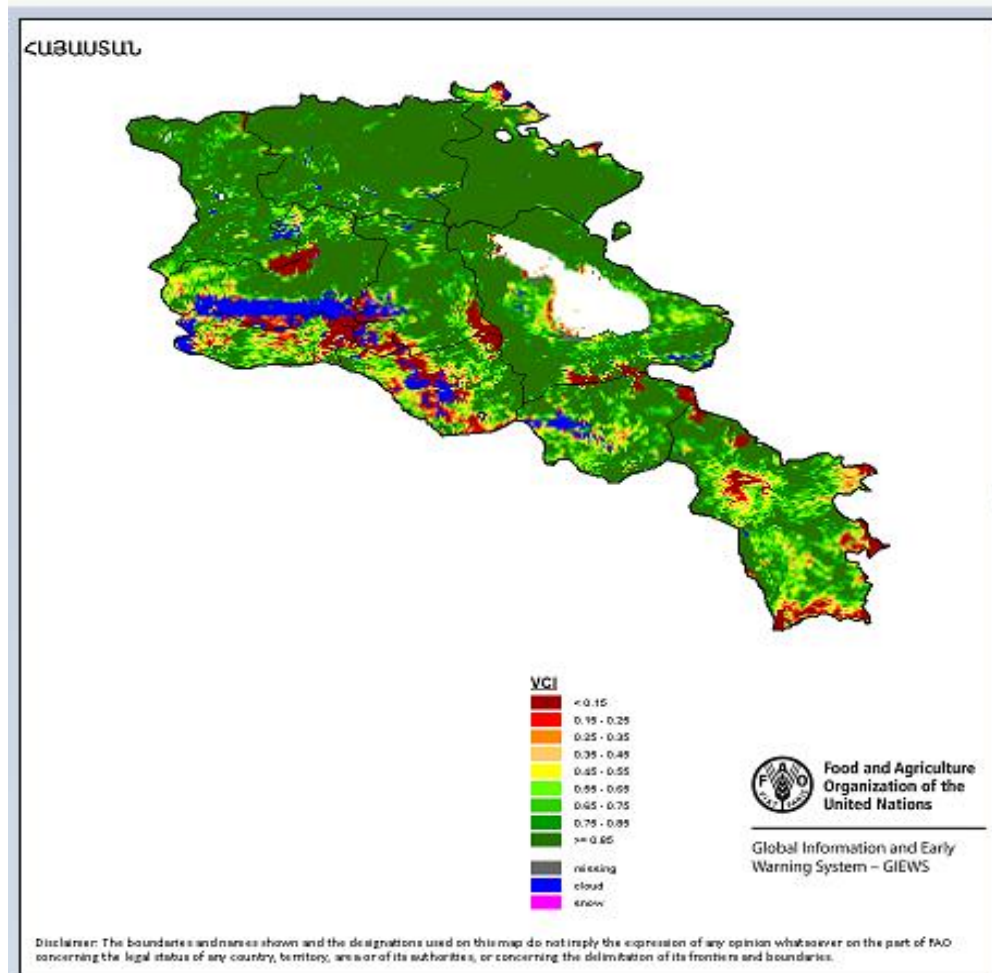 ՀԱՅԱՍՏԱՆ
VCI
< 0.15
0.15 - 0.25
0.25 - 0.35
0.35 - 0.45
0.45 - 0.55
0.55 - 0.65
0.65 - 0.75
0.75 - 0.85
>= 0.85
missing
cloud
snow
FAO
FIAT PANIS
Food and Agriculture
Organization of the
United Nations
Global Information and Early
Warning System – GIEWS
Disclaimer: The boundaries and names shown and the designations used on this map do not imply the expression of any opinion whatsoever on the part of FAO
concerning the legal status of any country, territory, area or of its authorities, or concerning the delimitation of its frontiers and boundaries.